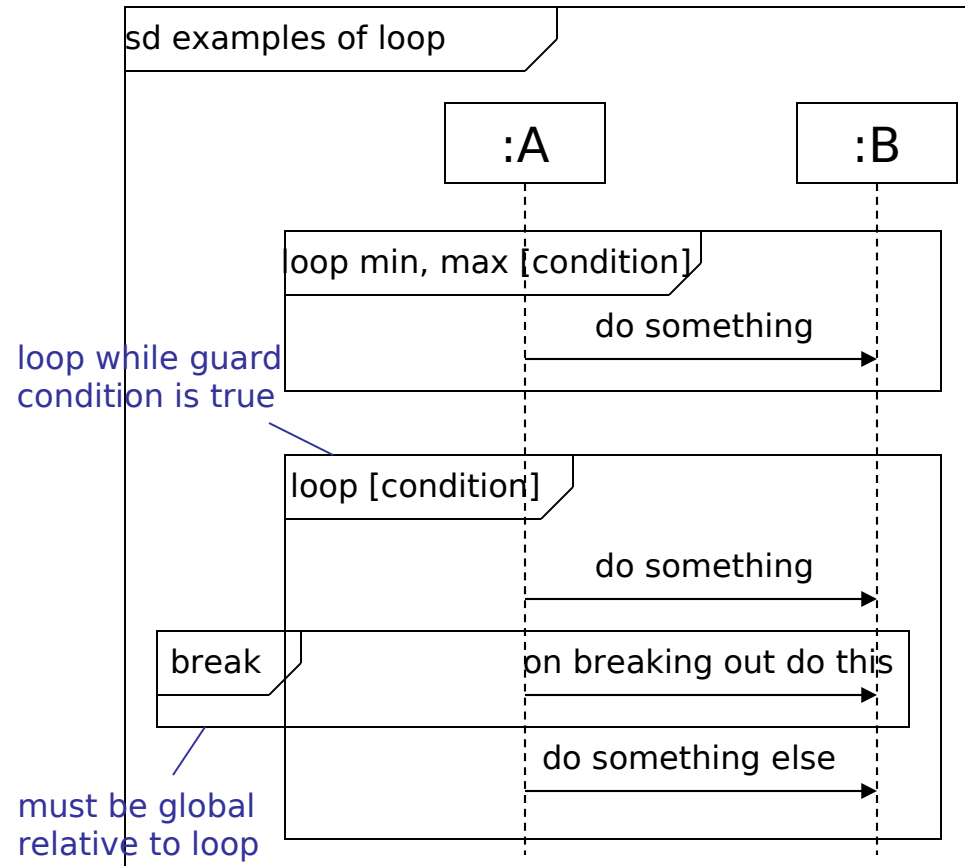 sd examples of loop
:A
:B
loop min, max [condition]
do something
loop while guard
condition is true
loop [condition]
do something
break
on breaking out do this
do something else
must be global
relative to loop